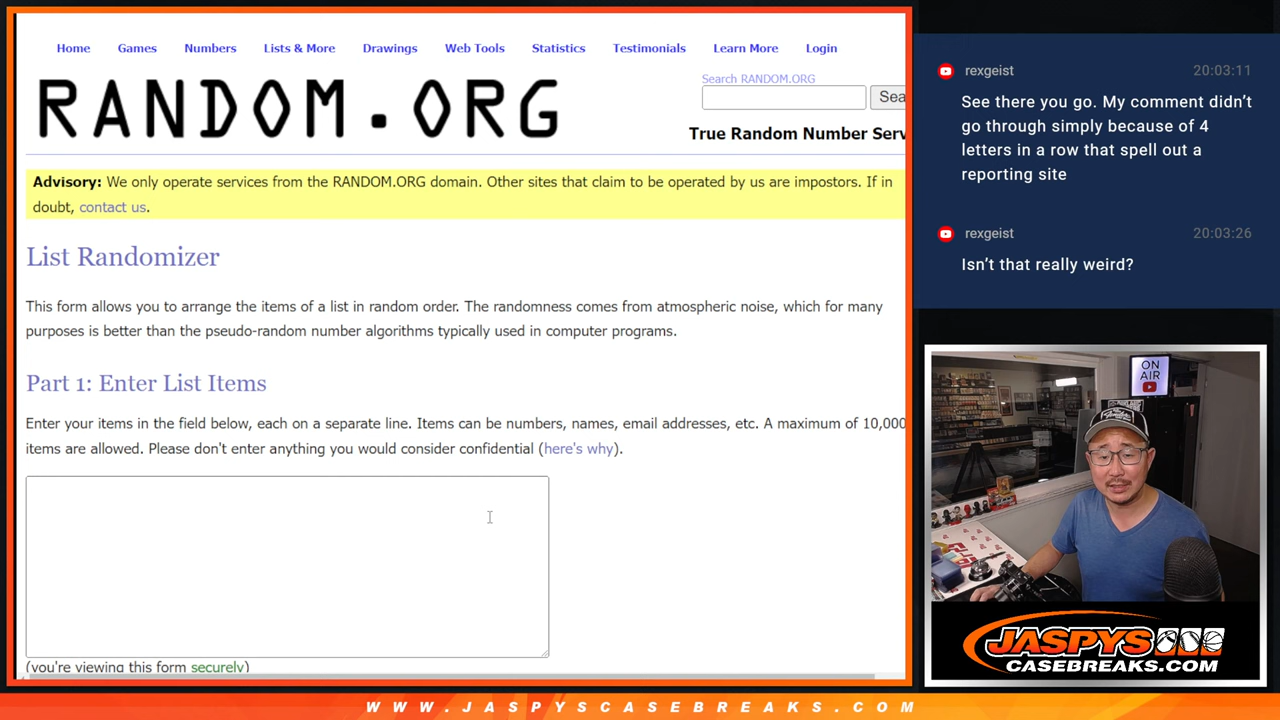 Home Games Numbers Lists & More Drawings Web Tools Statistics Testimonials Learn More Login
RANDOM.ORG
Search RANDOM.ORG
Sea
True Random Number Serv
Advisory: We only operate services from the RANDOM.ORG domain. Other sites that claim to be operated by us are impostors. If in
doubt, contact us.
List Randomizer
This form allows you to arrange the items of a list in random order. The randomness comes from atmospheric noise, which for many
purposes is better than the pseudo-random number algorithms typically used in computer programs.
Part 1: Enter List Items
Enter your items in the field below, each on a separate line. Items can be numbers, names, email addresses, etc. A maximum of 10,000
items are allowed. Please don't enter anything you would consider confidential (here's why).
(you're viewing this form securely)
rexgeist 20:03:11
See there you go. My comment didn't
go through simply because of 4
letters in a row that spell out a
reporting site
rexgeist 20:03:26
Isn't that really weird?
ON
AIR
JASPYS
CASEBREAKS.COM
WWW.JASPYSCASEBREAKS.COM